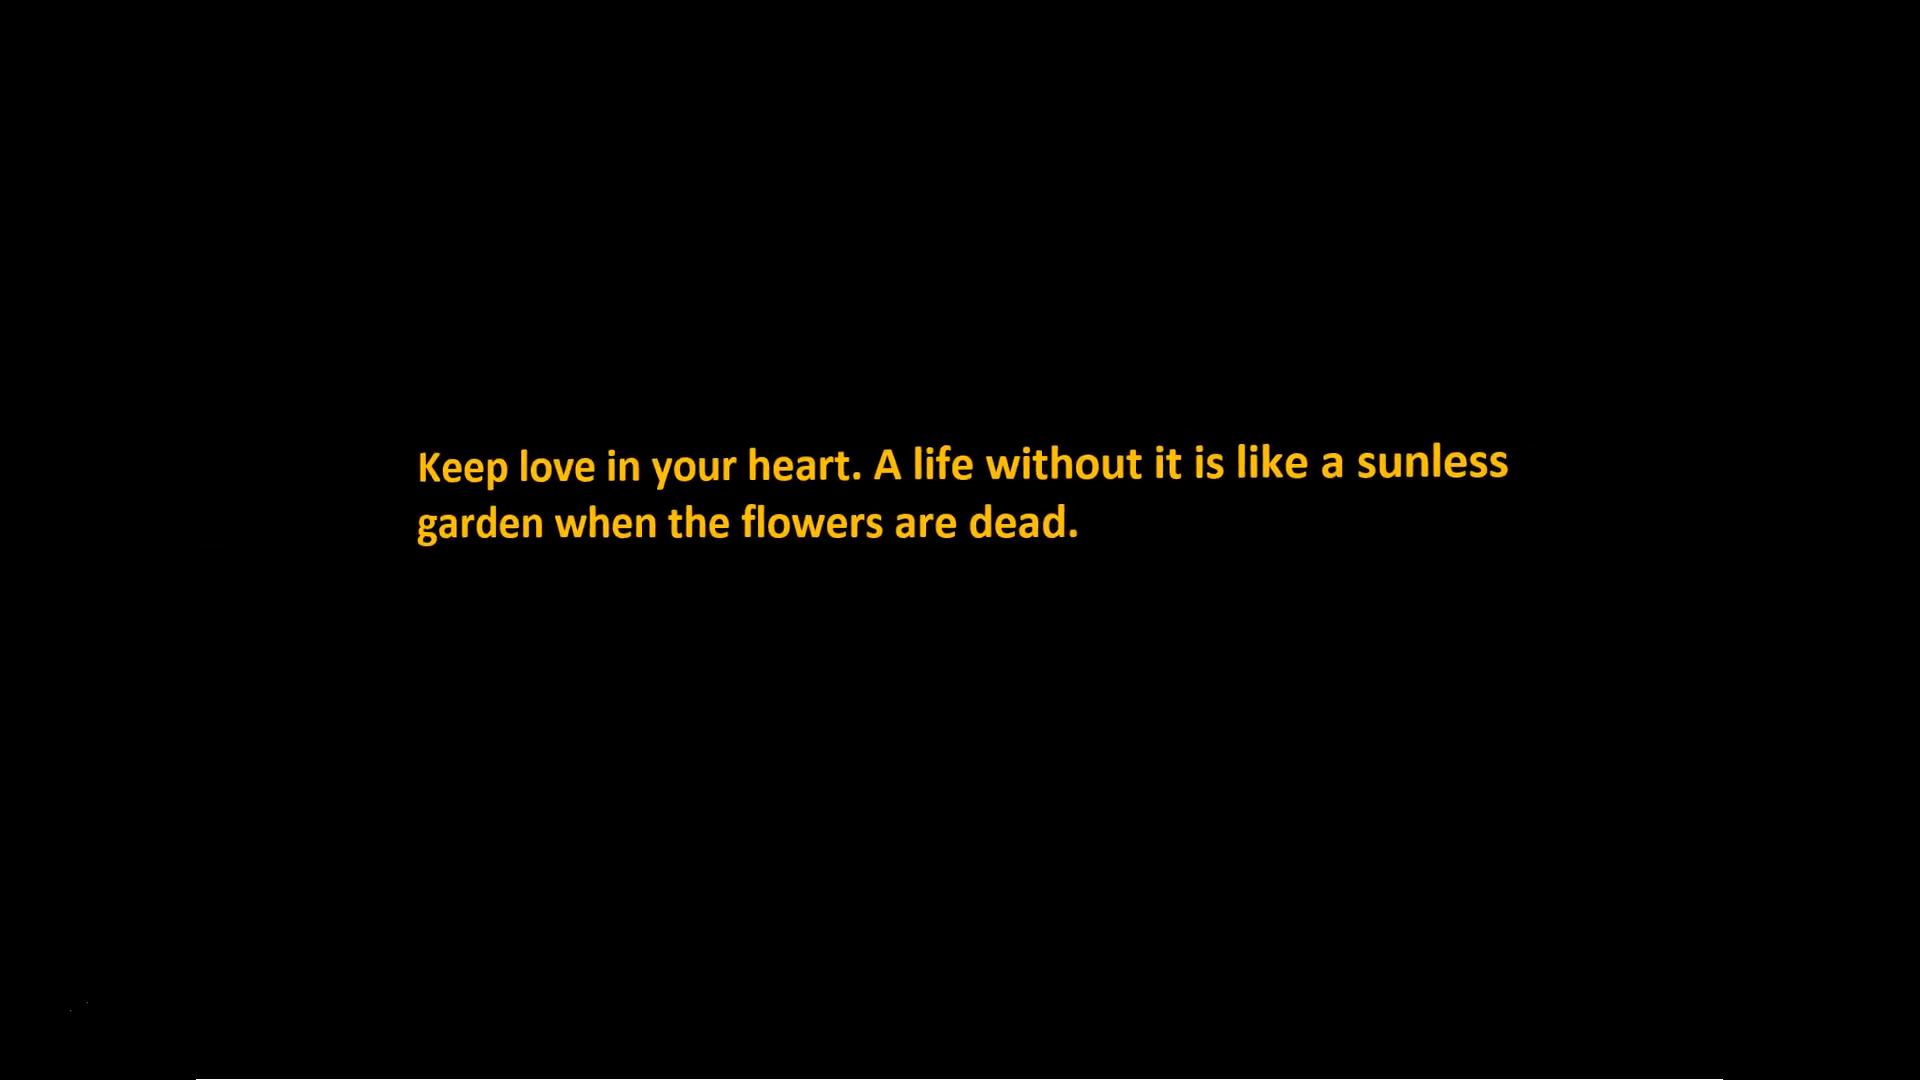 Keep love in your heart. A life without it is like a sunless
garden when the flowers are dead.